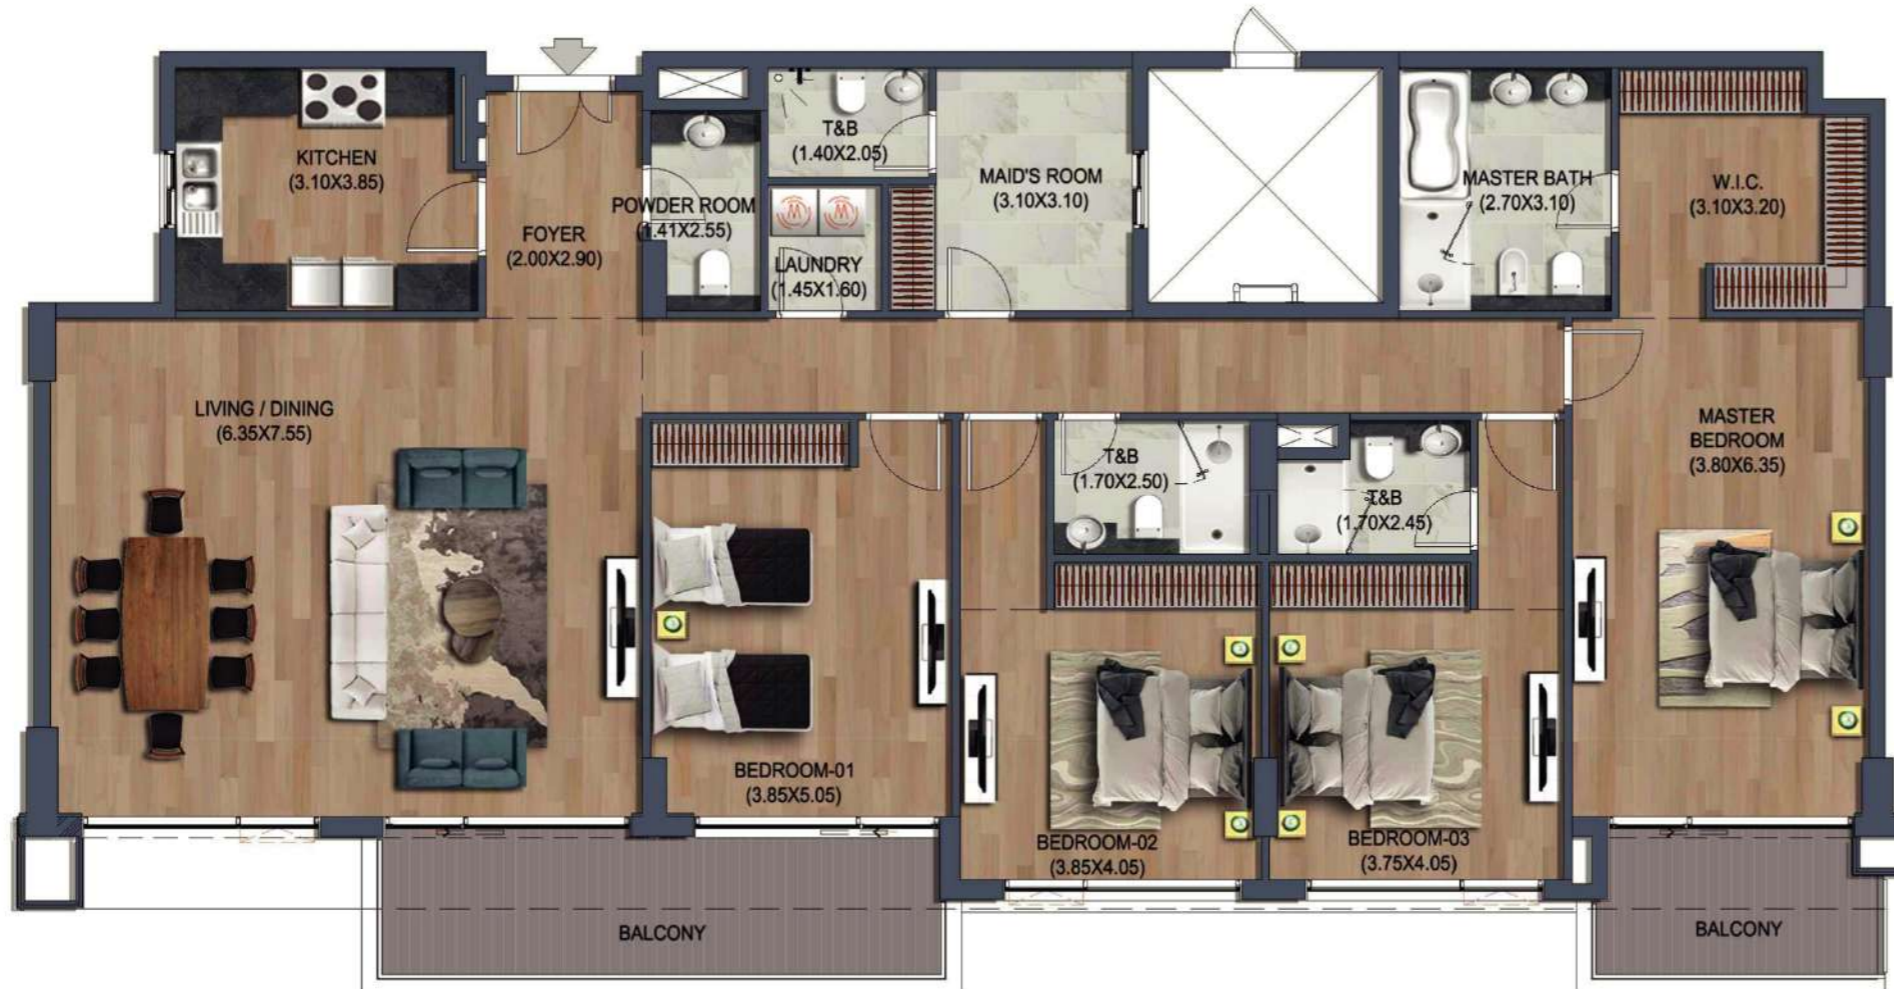 KITCHEN
(3.10X3.85)
FOYER
(2.00X2.90)
POWDER ROOM
(1.41X2.55)
T&B
(1.40X2.05)
LAUNDRY
(1.45X1.60)
MAID'S ROOM
(3.10X3.10)
MASTER BATH
(2.70X3.10)
W.I.C.
(3.10X3.20)
LIVING / DINING
(6.35X7.55)
T&B
(1.70X2.50)
T&B
(1.70X2.45)
MASTER
BEDROOM
(3.80X6.35)
BEDROOM-01
(3.85X5.05)
BEDROOM-02
(3.85X4.05)
BEDROOM-03
(3.75X4.05)
BALCONY
BALCONY